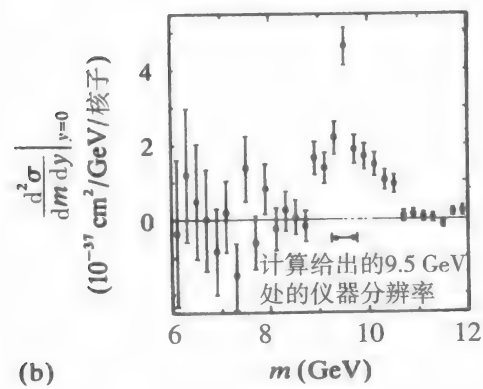 4
2
0
d²σ
dm dy |y=0
(10⁻³⁷ cm²/GeV/核子)
计算给出的9.5 GeV
处的仪器分辨率
6 8 10 12
(b) m (GeV)